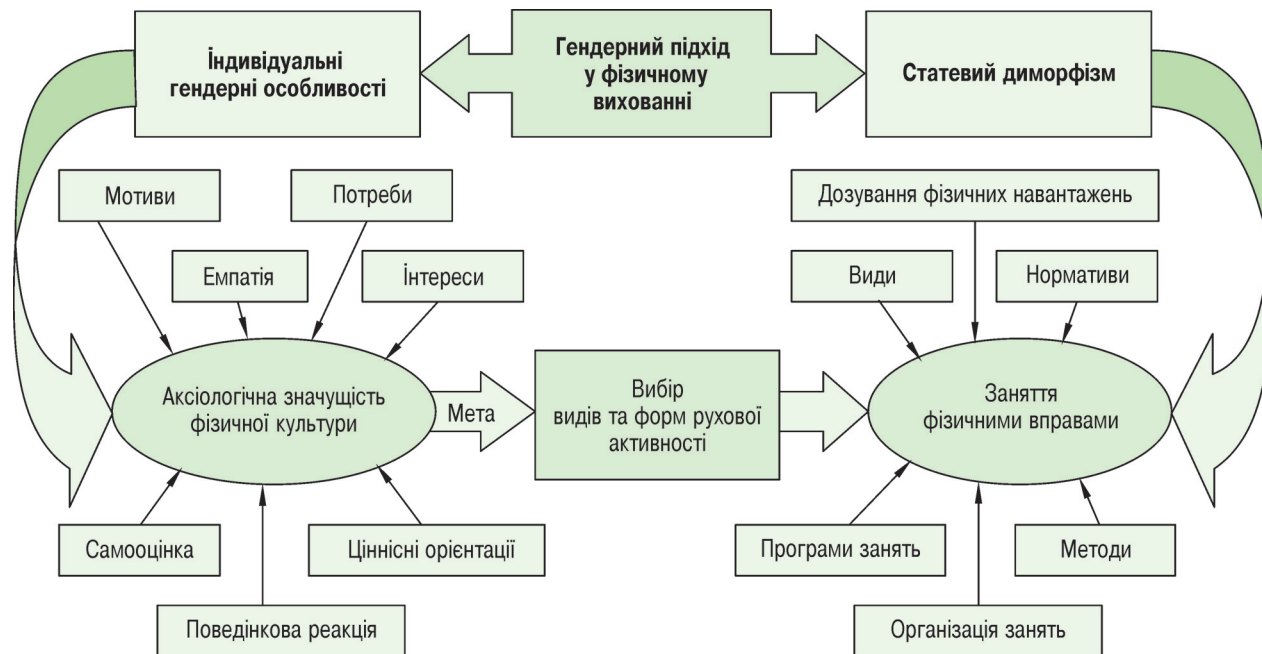 Індивідуальні
гендерні особливості
Гендерний підхід
у фізичному
вихованні
Статевий диморфізм
Мотиви
Потреби
Емпатія
Інтереси
Дозування фізичних навантажень
Види
Нормативи
Аксіологічна значущість
фізичної культури
Мета
Вибір
видів та форм рухової
активності
Заняття
фізичними вправами
Самооцінка
Ціннісні орієнтації
Поведінкова реакція
Програми занять
Методи
Організація занять